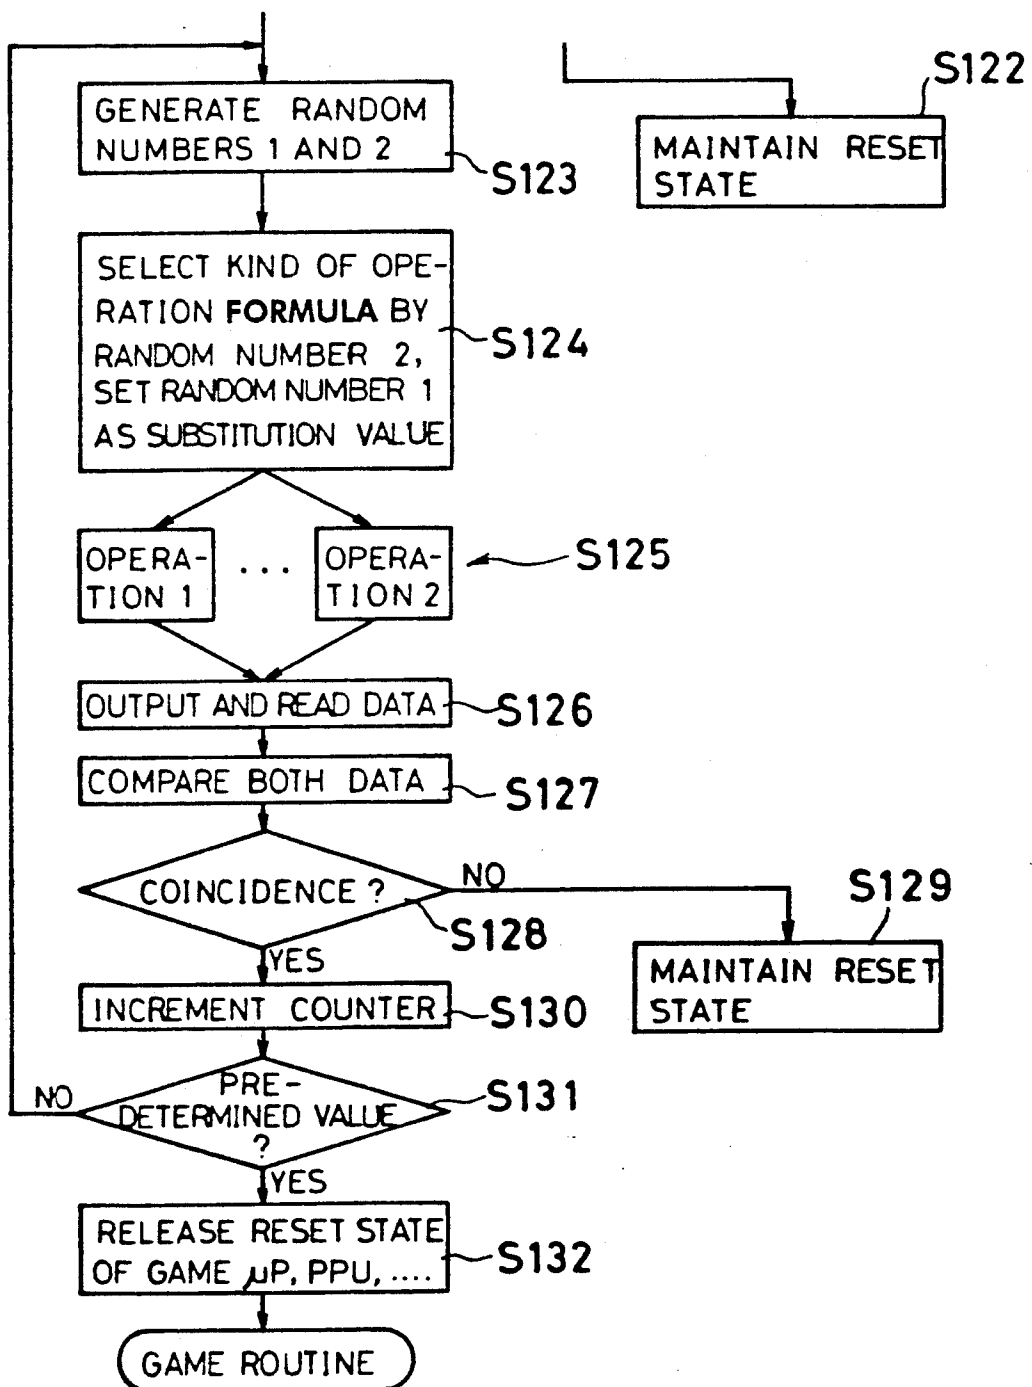 S122
GENERATE RANDOM
NUMBERS 1 AND 2
S123
MAINTAIN RESET
STATE
SELECT KIND OF OPE-
RATION FORMULA BY
RANDOM NUMBER 2,
SET RANDOM NUMBER 1
AS SUBSTITUTION VALUE
S124
OPERA-
TION 1
...
OPERA-
TION 2
S125
OUTPUT AND READ DATA
S126
COMPARE BOTH DATA
S127
COINCIDENCE ?
NO
S128
YES
S129
MAINTAIN RESET
STATE
INCREMENT COUNTER
S130
NO
PRE-
DETERMINED VALUE
?
S131
YES
RELEASE RESET STATE
OF GAME μP, PPU, ....
S132
GAME ROUTINE